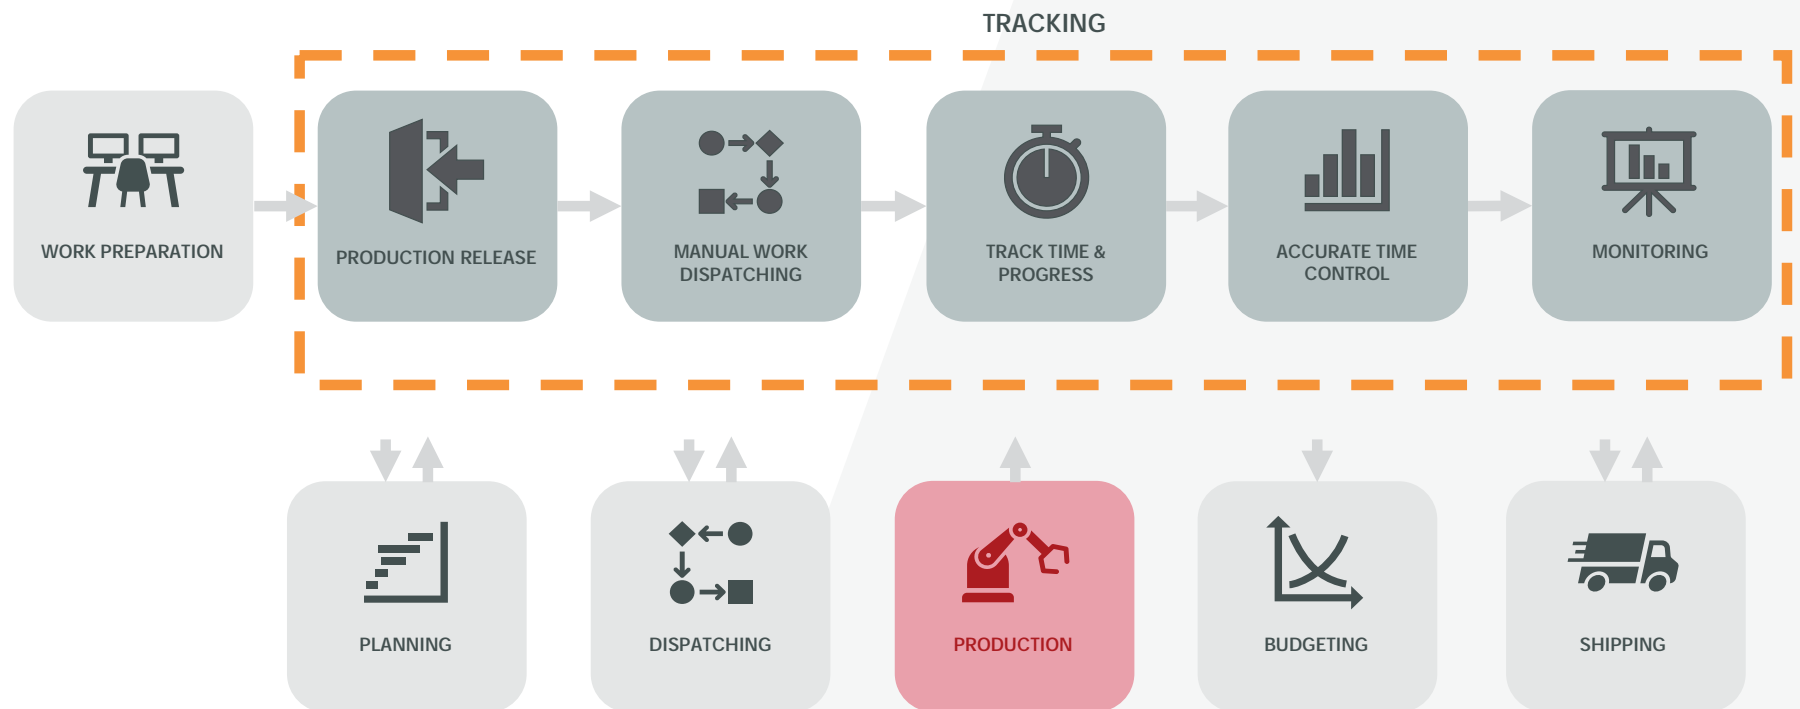 TRACKING
WORK PREPARATION
PRODUCTION RELEASE
MANUAL WORK
DISPATCHING
TRACK TIME &
PROGRESS
ACCURATE TIME
CONTROL
MONITORING
PLANNING
DISPATCHING
PRODUCTION
BUDGETING
SHIPPING